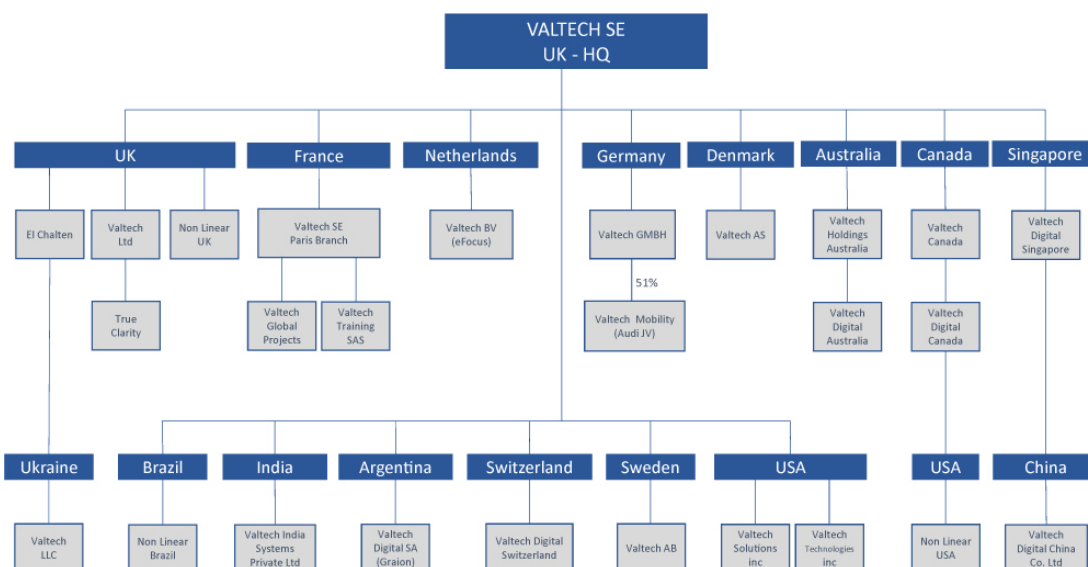 VALTECH SE
UK - HQ
UK
France
Netherlands
Germany
Denmark
Australia
Canada
Singapore
El Chalten
Valtech
Ltd
Non Linear
UK
Valtech SE
Paris Branch
Valtech BV
(eFocus)
Valtech GMBH
Valtech AS
Valtech
Holdings
Australia
Valtech
Canada
Valtech
Digital
Singapore
51%
True
Clarity
Valtech
Global
Projects
Valtech
Training
SAS
Valtech Mobility
(Audi JV)
Valtech
Digital
Australia
Valtech
Digital
Canada
Ukraine
Brazil
India
Argentina
Switzerland
Sweden
USA
USA
China
Valtech
LLC
Non Linear
Brazil
Valtech India
Systems
Private Ltd
Valtech
Digital SA
(Graion)
Valtech Digital
Switzerland
Valtech AB
Valtech
Solutions
inc
Valtech
Technologies
inc
Non Linear
USA
Valtech
Digital China
Co. Ltd